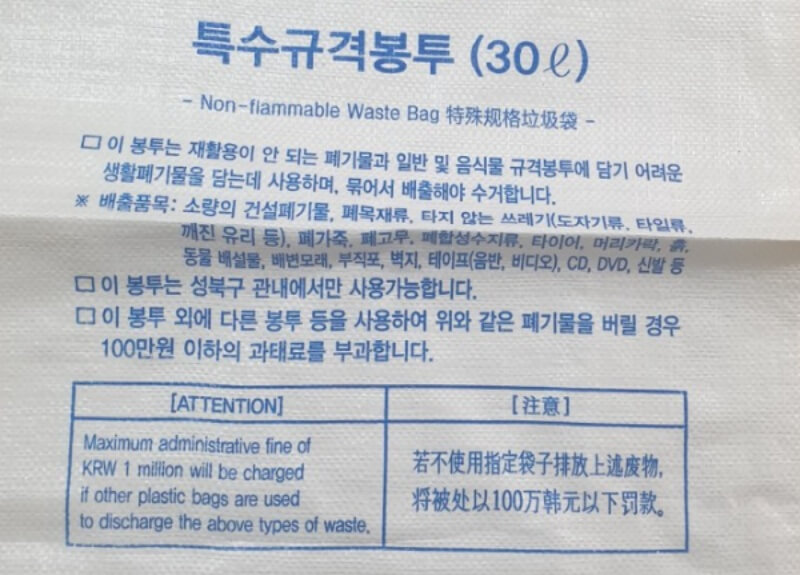 특수규격봉투 (30ℓ)
- Non-flammable Waste Bag 特殊规格垃圾袋 -
□ 이 봉투는 재활용이 안 되는 폐기물과 일반 및 음식물 규격봉투에 담기 어려운
생활폐기물을 담는데 사용하며, 묶어서 배출해야 수거합니다.
※ 배출품목: 소량의 건설폐기물, 폐목재류, 타지 않는 쓰레기(도자기류, 타일류,
깨진 유리 등), 폐가죽, 폐고무, 폐합성수지류, 타이어, 머리카락, 흙,
동물 배설물, 배변모래, 부직포, 벽지, 테이프(음반, 비디오), CD, DVD, 신발 등
□ 이 봉투는 성북구 관내에서만 사용가능합니다.
□ 이 봉투 외에 다른 봉투 등을 사용하여 위와 같은 폐기물을 버릴 경우
100만원 이하의 과태료를 부과합니다.
[ATTENTION]
Maximum administrative fine of
KRW 1 million will be charged
if other plastic bags are used
to discharge the above types of waste.
[注意]
若不使用指定袋子排放上述废物,
将被处以100万韩元以下罚款。